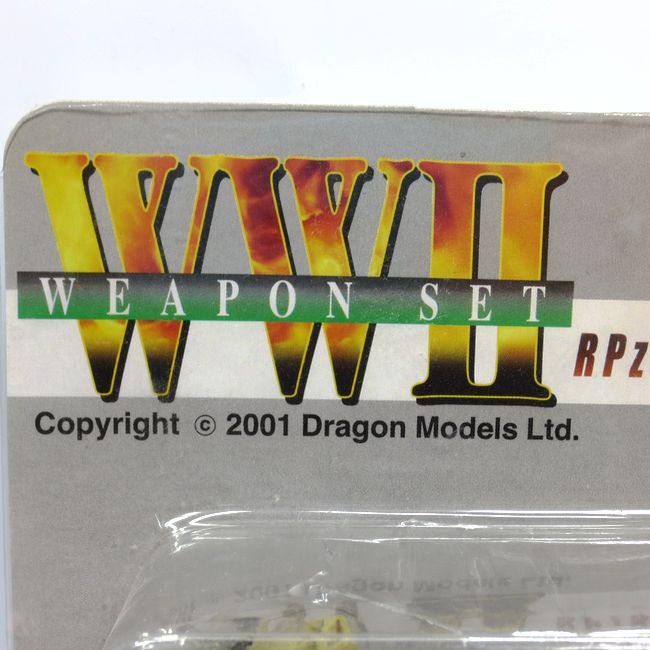 WWII
WEAPON SET
RPz
Copyright © 2001 Dragon Models Ltd.